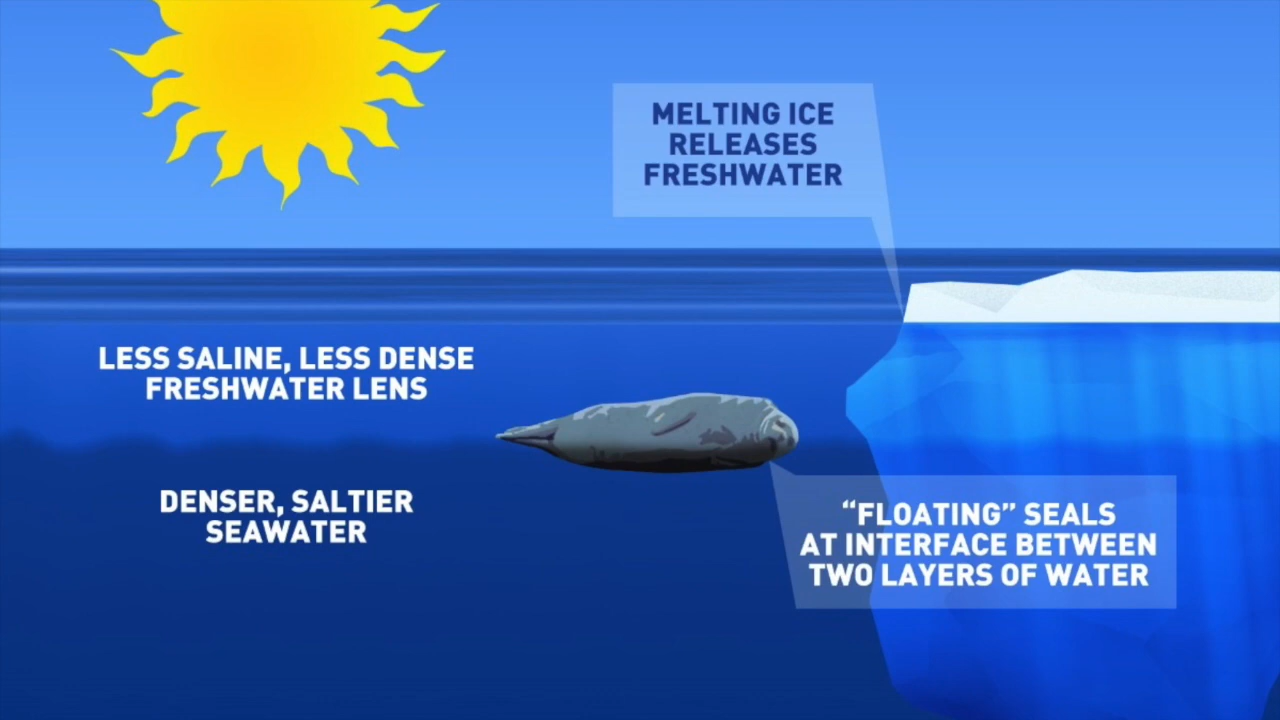 MELTING ICE
RELEASES
FRESHWATER
LESS SALINE, LESS DENSE
FRESHWATER LENS
DENSER, SALTIER
SEAWATER
“FLOATING” SEALS
AT INTERFACE BETWEEN
TWO LAYERS OF WATER